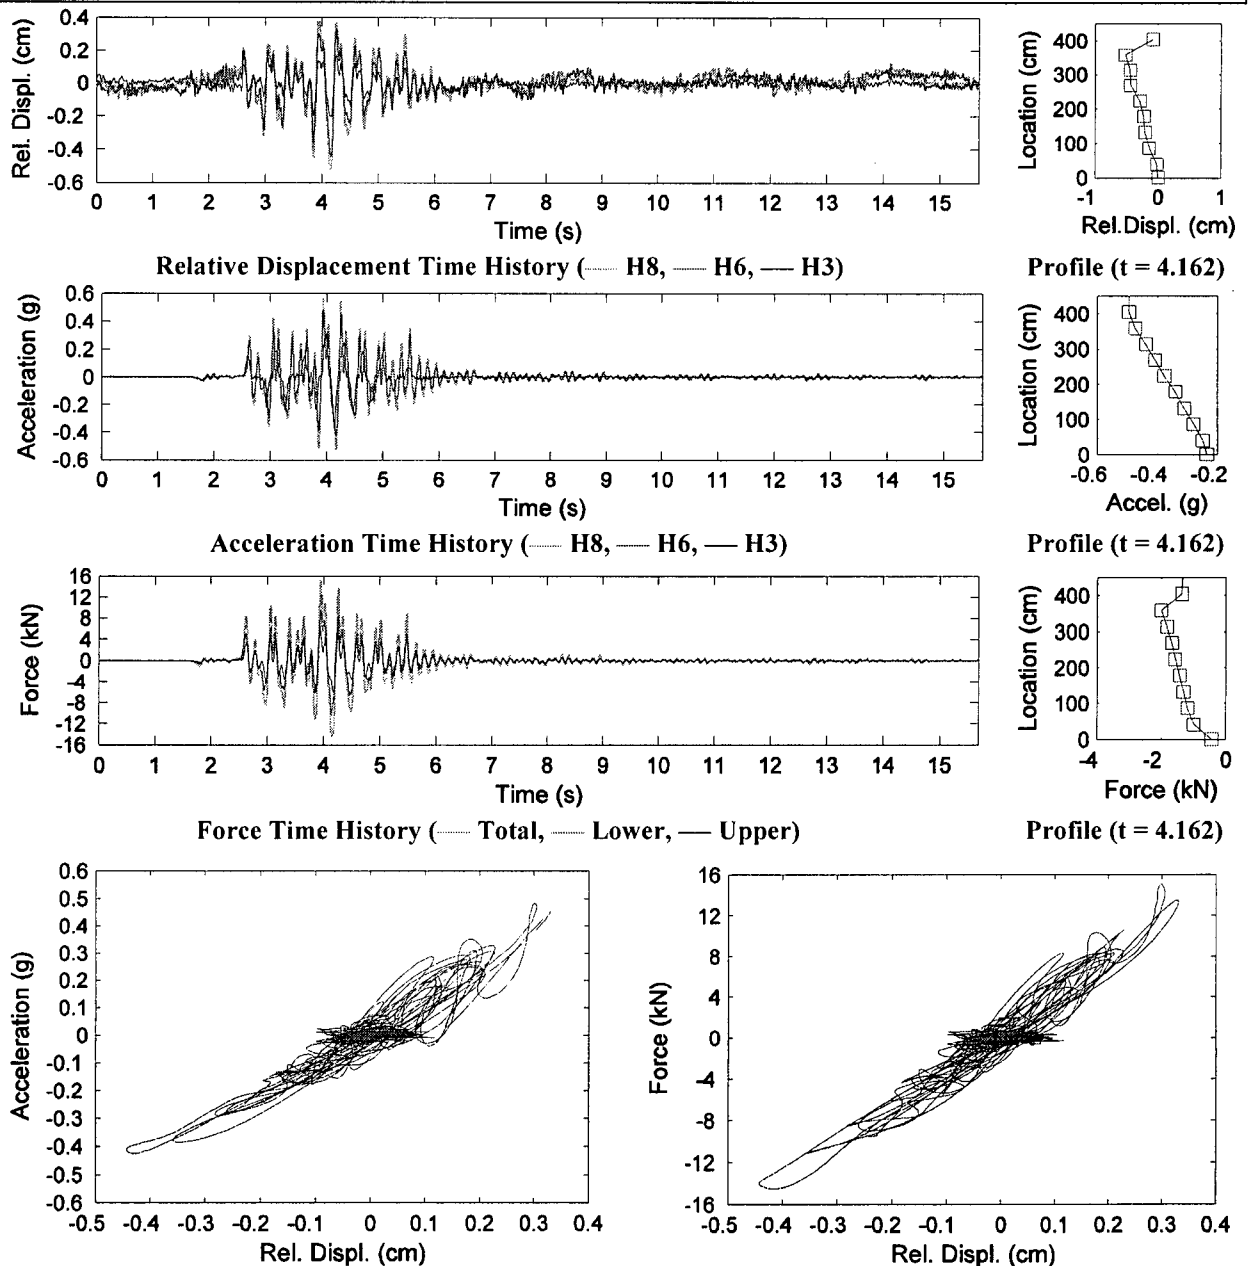 0.4
0.2
0
-0.2
-0.4
-0.6
Rel. Displ. (cm)
0 1 2 3 4 5 6 7 8 9 10 11 12 13 14 15
Time (s)
400
300
200
100
0
Location (cm)
-1 0 1
Rel.Displ. (cm)
Relative Displacement Time History ( H8, H6, H3)
Profile (t = 4.162)
0.6
0.4
0.2
0
-0.2
-0.4
-0.6
Acceleration (g)
0 1 2 3 4 5 6 7 8 9 10 11 12 13 14 15
Time (s)
400
300
200
100
0
Location (cm)
-0.6 -0.4 -0.2
Accel. (g)
Acceleration Time History ( H8, H6, H3)
Profile (t = 4.162)
16
12
8
4
0
-4
-8
-12
-16
Force (kN)
0 1 2 3 4 5 6 7 8 9 10 11 12 13 14 15
Time (s)
400
300
200
100
0
Location (cm)
-4 -2 0
Force (kN)
Force Time History ( Total, Lower, Upper)
Profile (t = 4.162)
0.6
0.5
0.4
0.3
0.2
0.1
0
-0.1
-0.2
-0.3
-0.4
-0.5
-0.6
Acceleration (g)
-0.5 -0.4 -0.3 -0.2 -0.1 0 0.1 0.2 0.3 0.4
Rel. Displ. (cm)
16
12
8
4
0
-4
-8
-12
-16
Force (kN)
-0.5 -0.4 -0.3 -0.2 -0.1 0 0.1 0.2 0.3 0.4
Rel. Displ. (cm)